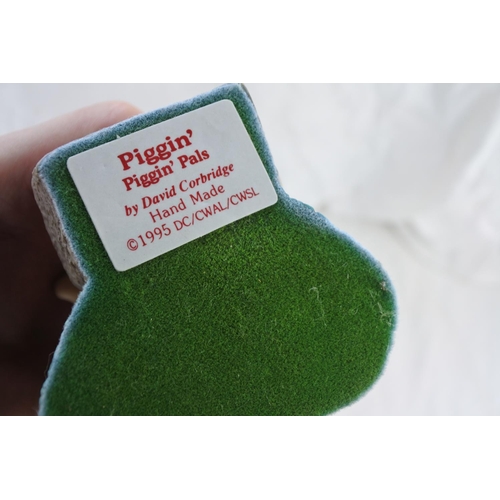 Piggin'
Piggin' Pals
by David Corbridge
Hand Made
©1995 DC/CWAL/CWSL